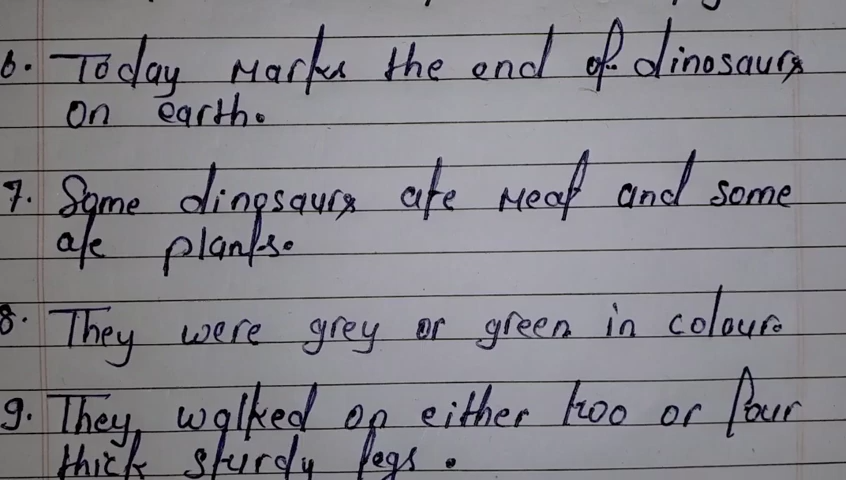 6. Today marks the end of dinosaurs
on earth.
7. Some dinosaurs ate meat and some
ate plants.
8. They were grey or green in colour.
9. They walked on either two or four
thick sturdy legs.